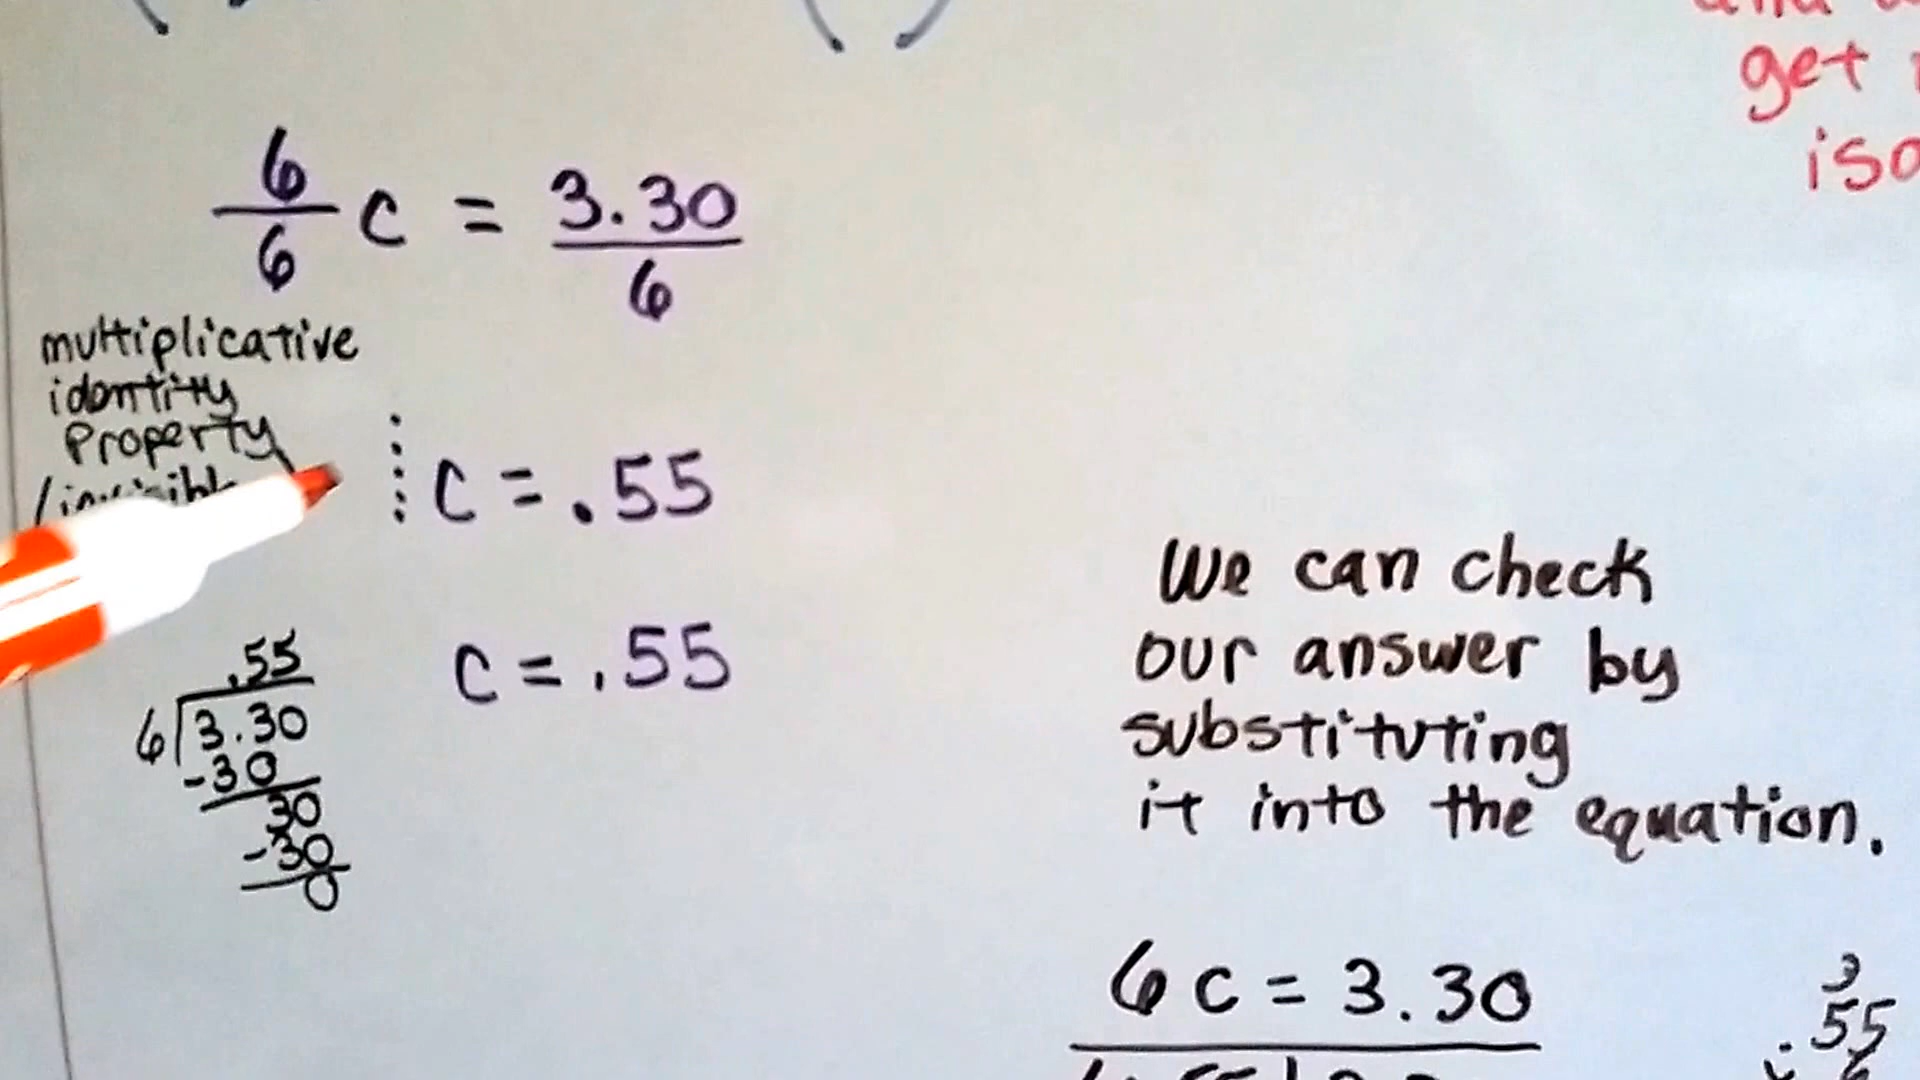 get
6/6 c = 3.30/6
multiplicative
identity
Property
c = .55
c = .55
.55
6)3.30
-30
30
-30
0
We can check
our answer by
substituting
it into the equation.
6c = 3.30
3
.55